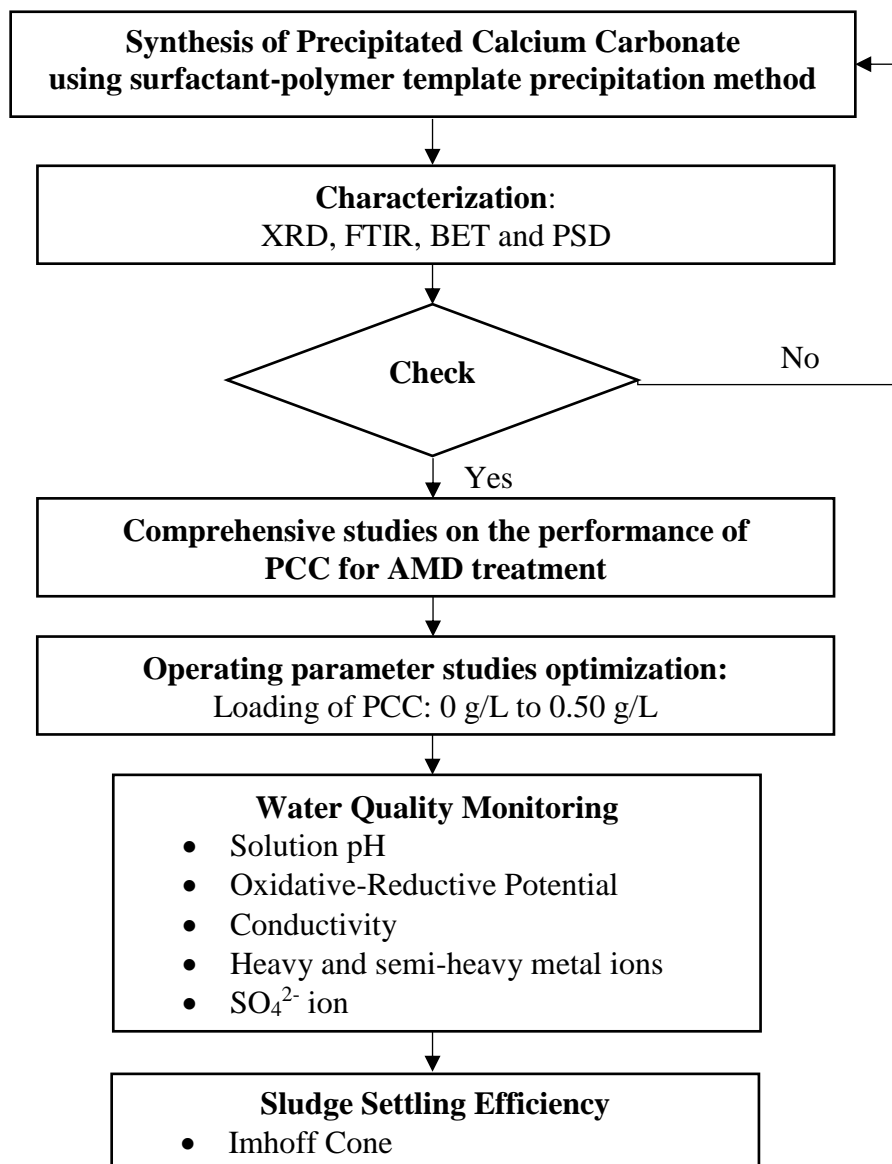 Synthesis of Precipitated Calcium Carbonate
using surfactant-polymer template precipitation method
Characterization:
XRD, FTIR, BET and PSD
Check
No
Yes
Comprehensive studies on the performance of
PCC for AMD treatment
Operating parameter studies optimization:
Loading of PCC: 0 g/L to 0.50 g/L
Water Quality Monitoring
• Solution pH
• Oxidative-Reductive Potential
• Conductivity
• Heavy and semi-heavy metal ions
• SO₄²⁻ ion
Sludge Settling Efficiency
• Imhoff Cone